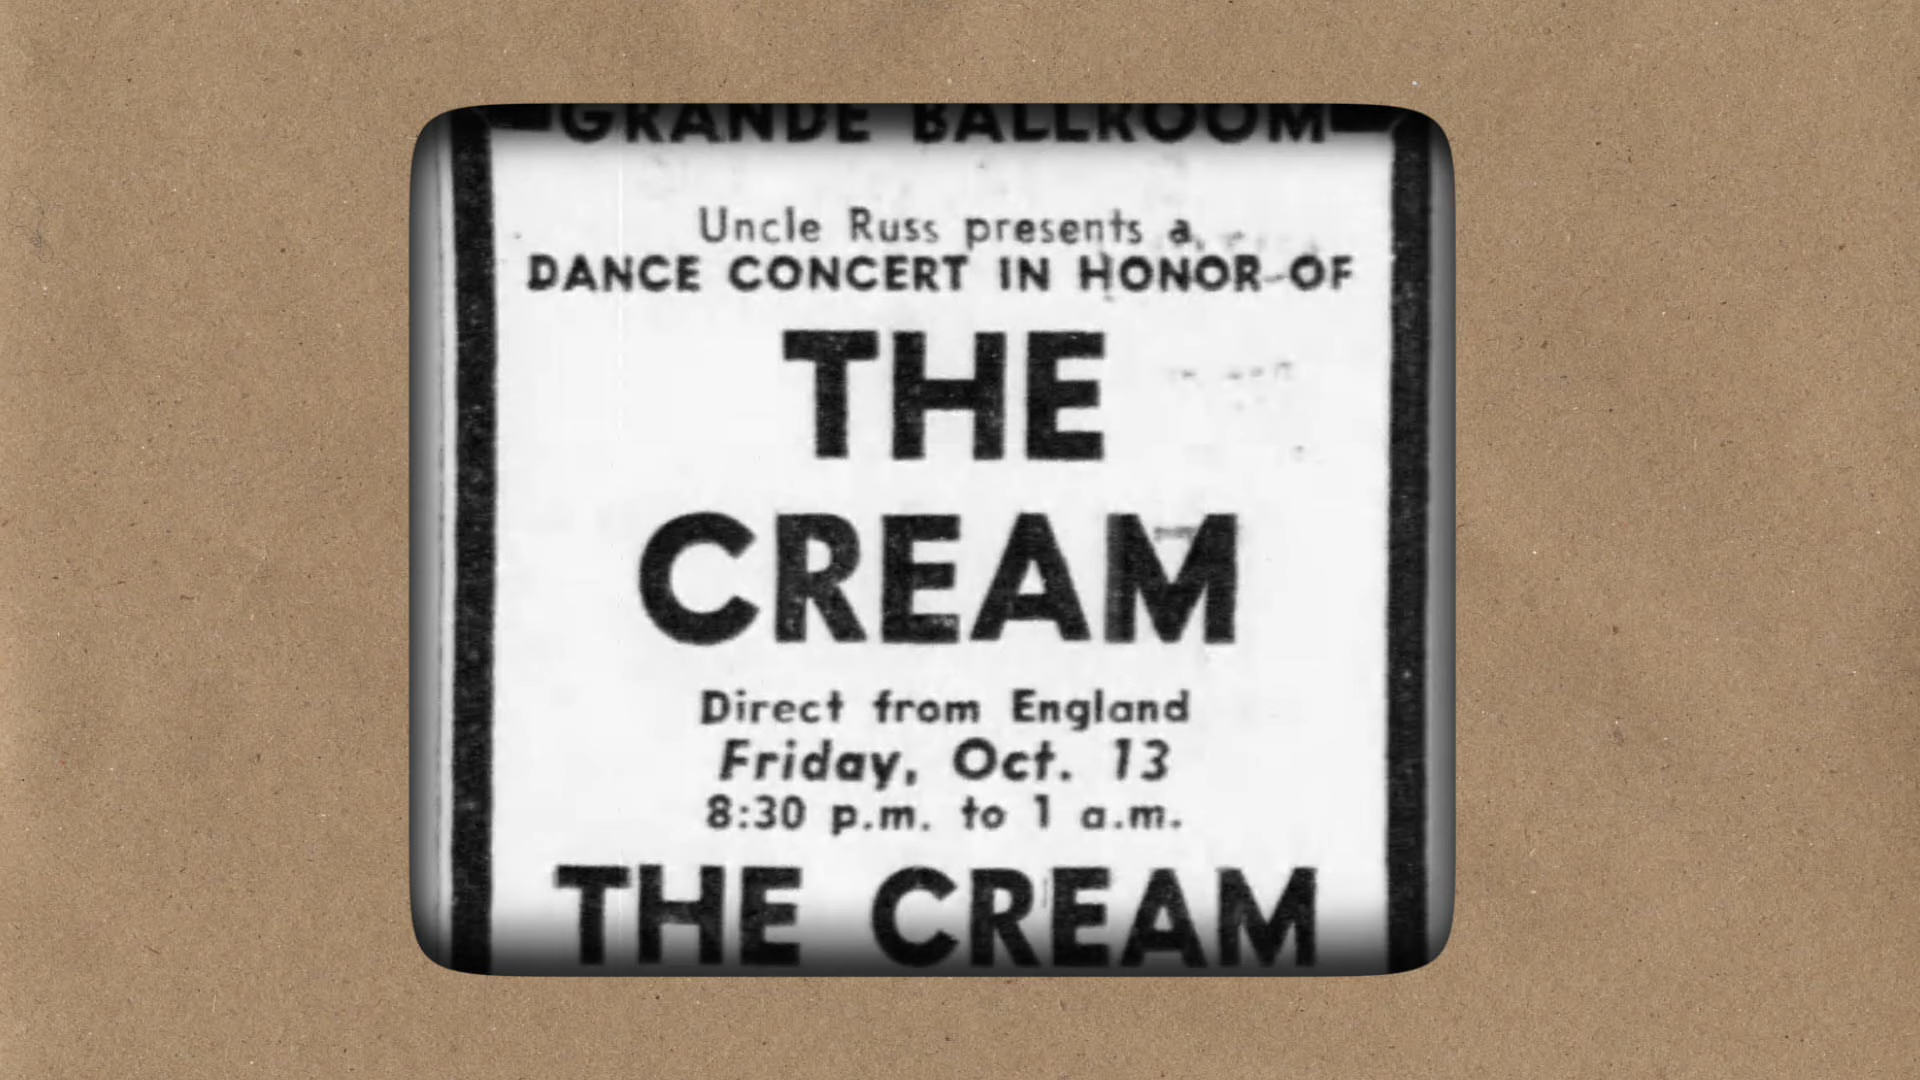 GRANDE BALLROOM
Uncle Russ presents a
DANCE CONCERT IN HONOR OF
THE
CREAM
Direct from England
Friday, Oct. 13
8:30 p.m. to 1 a.m.
THE CREAM